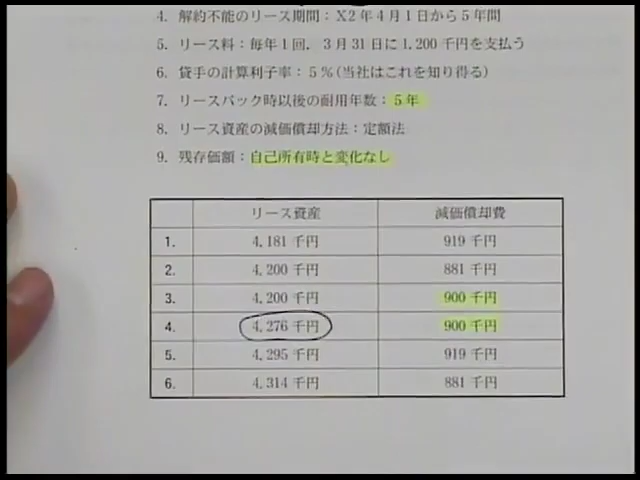 4. 解約不能のリース期間：X2年4月1日から5年間
5. リース料：毎年1回，3月31日に1,200千円を支払う
6. 貸手の計算利子率：5％(当社はこれを知り得る)
7. リースバック時以後の耐用年数：5年
8. リース資産の減価償却方法：定額法
9. 残存価額：自己所有時と変化なし
リース資産 減価償却費
1. 4,181千円 919千円
2. 4,200千円 881千円
3. 4,200千円 900千円
4. 4,276千円 900千円
5. 4,295千円 919千円
6. 4,314千円 881千円